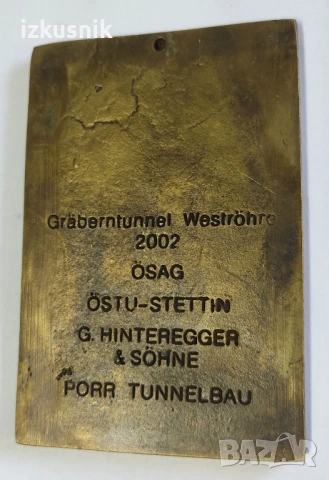 izkusnik
Gräberntunnel Weströhre
2002
ÖSAG
ÖSTU-STETTIN
G. HINTEREGGER
& SÖHNE
PORR TUNNELBAU
BAZAR